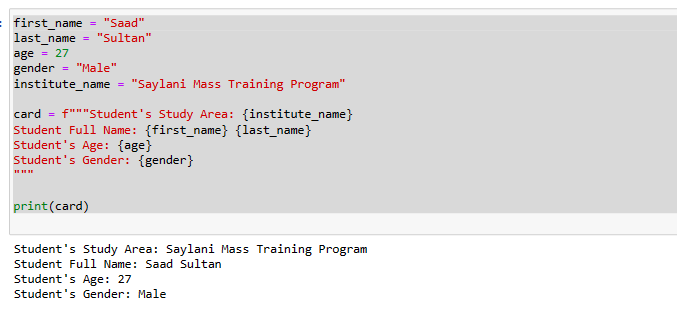 first_name = "Saad"
last_name = "Sultan"
age = 27
gender = "Male"
institute_name = "Saylani Mass Training Program"

card = f"""Student's Study Area: {institute_name}
Student Full Name: {first_name} {last_name}
Student's Age: {age}
Student's Gender: {gender}
"""

print(card)

Student's Study Area: Saylani Mass Training Program
Student Full Name: Saad Sultan
Student's Age: 27
Student's Gender: Male